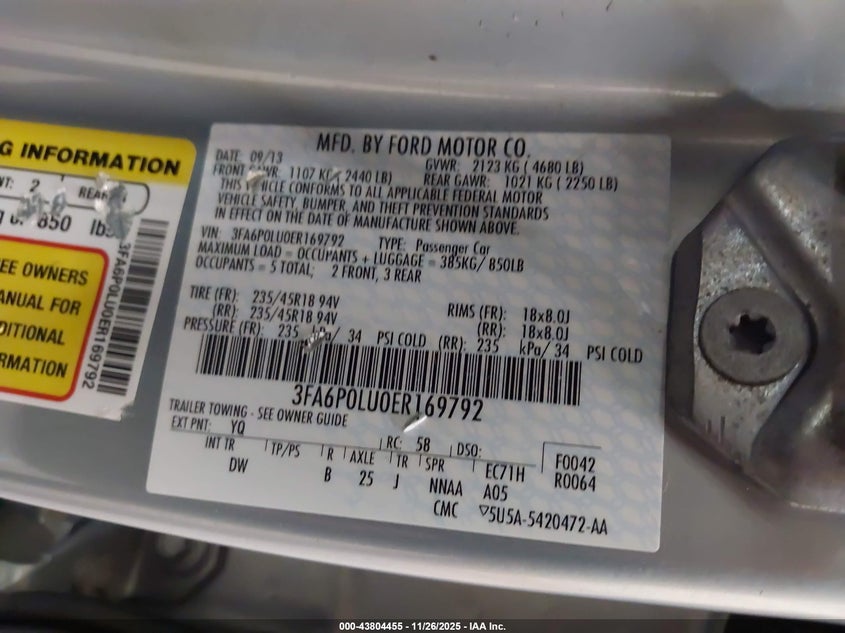 G INFORMATION
NT: 2 REAR
850 lbs
EE OWNERS
ANUAL FOR
DITIONAL
RMATION
3FA6P0LU0ER169792
MFD. BY FORD MOTOR CO.
DATE: 09/13 GVWR: 2123 KG ( 4680 LB)
FRONT GAWR: 1107 KG ( 2440 LB) REAR GAWR: 1021 KG ( 2250 LB)
THIS VEHICLE CONFORMS TO ALL APPLICABLE FEDERAL MOTOR
VEHICLE SAFETY, BUMPER, AND THEFT PREVENTION STANDARDS
IN EFFECT ON THE DATE OF MANUFACTURE SHOWN ABOVE.
VIN: 3FA6P0LU0ER169792 TYPE: Passenger Car
MAXIMUM LOAD = OCCUPANTS + LUGGAGE = 385KG/ 850LB
OCCUPANTS = 5 TOTAL; 2 FRONT, 3 REAR
TIRE (FR): 235/45R18 94V RIMS (FR): 18x8.0J
(RR): 235/45R18 94V (RR): 18x8.0J
PRESSURE (FR): 235 kPa/ 34 PSI COLD (RR): 235 kPa/ 34 PSI COLD
3FA6P0LU0ER169792
TRAILER TOWING - SEE OWNER GUIDE
EXT PNT: YQ RC: 58 DSO: F0042
INT TR TP/PS R AXLE TR SPR EC71H R0064
DW B 25 J NNAA A05
CMC ▽5U5A-5420472-AA
000-43804455 - 11/26/2025 - IAA Inc.